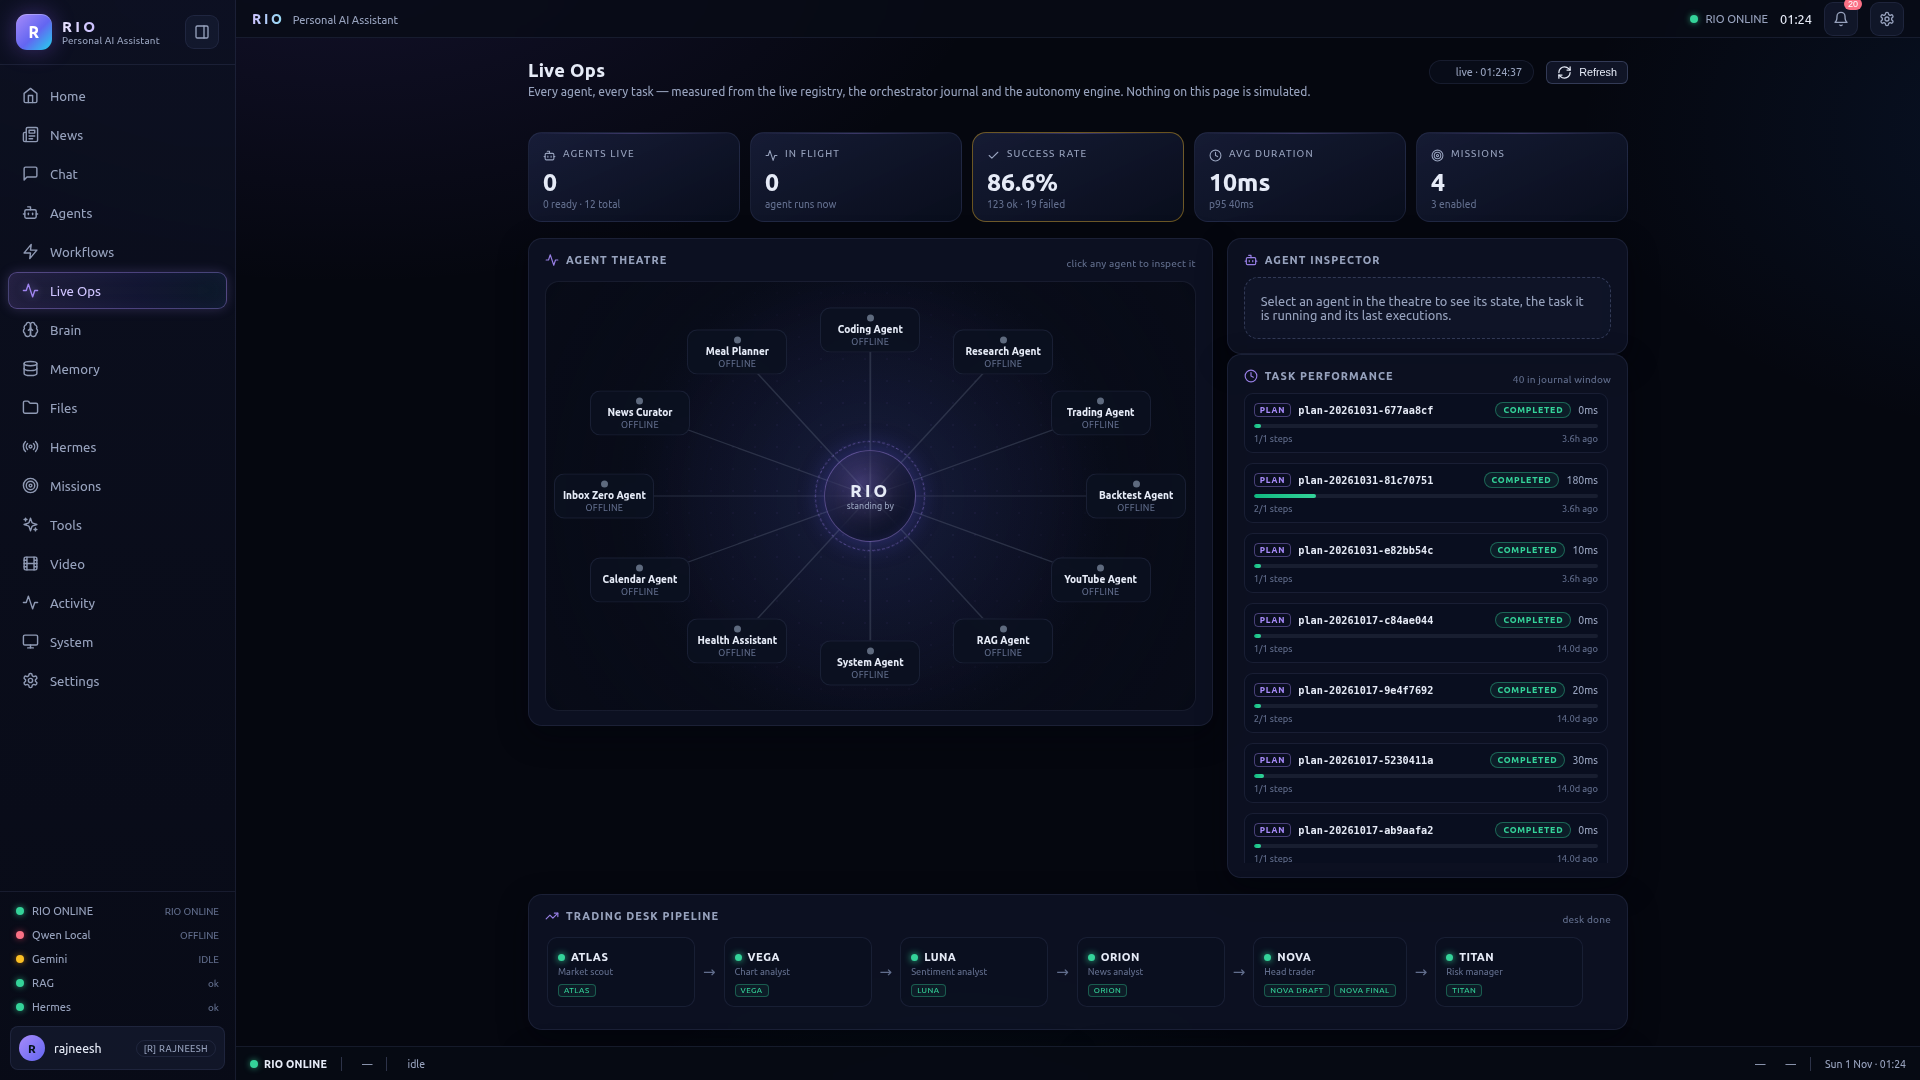 R
RIO
Personal AI Assistant
Home
News
Chat
Agents
Workflows
Live Ops
Brain
Memory
Files
Hermes
Missions
Tools
Video
Activity
System
Settings
RIO ONLINE RIO ONLINE
Qwen Local OFFLINE
Gemini IDLE
RAG ok
Hermes ok
R rajneesh [R] RAJNEESH
RIO Personal AI Assistant
RIO ONLINE 01:24 20
Live Ops
Every agent, every task — measured from the live registry, the orchestrator journal and the autonomy engine. Nothing on this page is simulated.
live · 01:24:37 Refresh
AGENTS LIVE
0
0 ready · 12 total
IN FLIGHT
0
agent runs now
SUCCESS RATE
86.6%
123 ok · 19 failed
AVG DURATION
10ms
p95 40ms
MISSIONS
4
3 enabled
AGENT THEATRE
click any agent to inspect it
Coding Agent
OFFLINE
Meal Planner
OFFLINE
Research Agent
OFFLINE
News Curator
OFFLINE
Trading Agent
OFFLINE
Inbox Zero Agent
OFFLINE
RIO
standing by
Backtest Agent
OFFLINE
Calendar Agent
OFFLINE
YouTube Agent
OFFLINE
Health Assistant
OFFLINE
RAG Agent
OFFLINE
System Agent
OFFLINE
AGENT INSPECTOR
Select an agent in the theatre to see its state, the task it
is running and its last executions.
TASK PERFORMANCE 40 in journal window
PLAN plan-20261031-677aa8cf COMPLETED 0ms
1/1 steps 3.6h ago
PLAN plan-20261031-81c70751 COMPLETED 180ms
2/1 steps 3.6h ago
PLAN plan-20261031-e82bb54c COMPLETED 10ms
1/1 steps 3.6h ago
PLAN plan-20261017-c84ae044 COMPLETED 0ms
1/1 steps 14.0d ago
PLAN plan-20261017-9e4f7692 COMPLETED 20ms
2/1 steps 14.0d ago
PLAN plan-20261017-5230411a COMPLETED 30ms
1/1 steps 14.0d ago
PLAN plan-20261017-ab9aafa2 COMPLETED 0ms
1/1 steps 14.0d ago
TRADING DESK PIPELINE desk done
ATLAS
Market scout
ATLAS
→
VEGA
Chart analyst
VEGA
→
LUNA
Sentiment analyst
LUNA
→
ORION
News analyst
ORION
→
NOVA
Head trader
NOVA DRAFT NOVA FINAL
→
TITAN
Risk manager
TITAN
RIO ONLINE — idle
— — Sun 1 Nov · 01:24